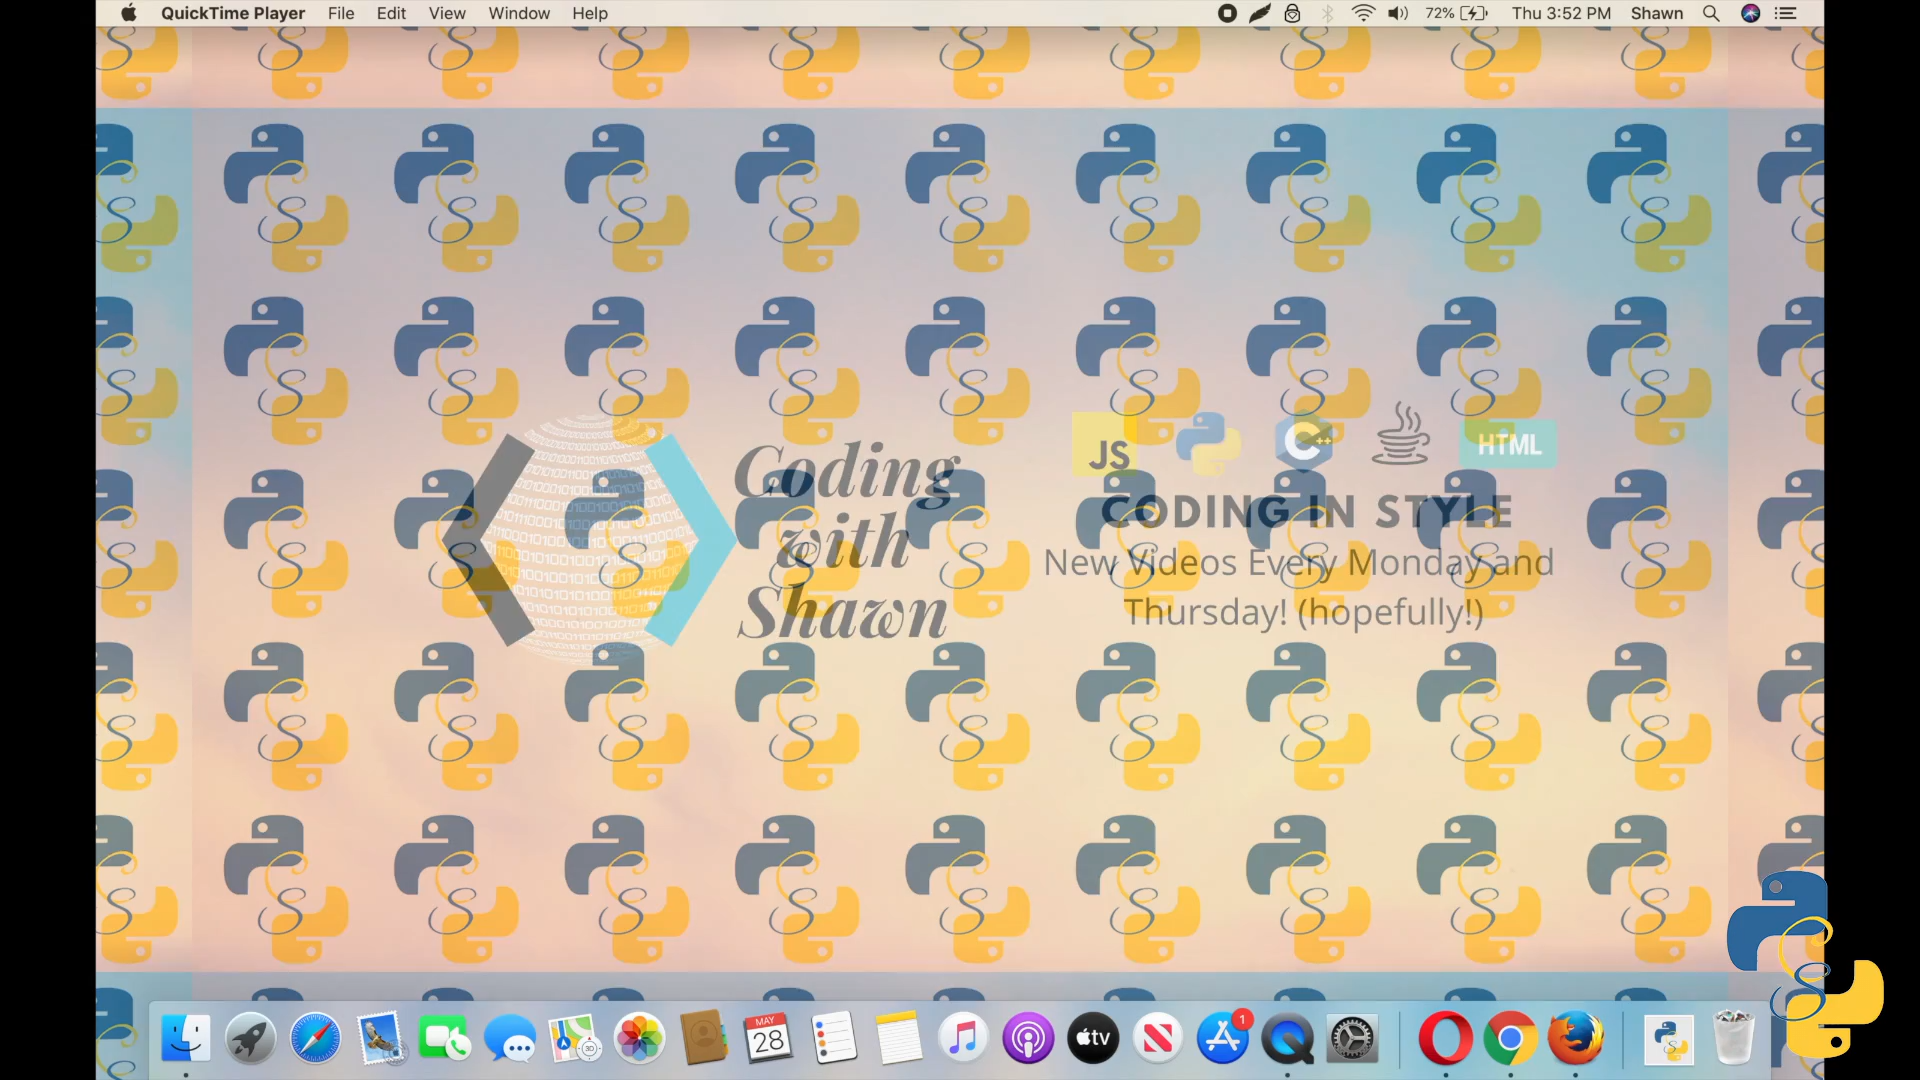 QuickTime Player File Edit View Window Help 72% Thu 3:52 PM Shawn
JS C++ HTML
Coding
with
Shawn
CODING IN STYLE
New Videos Every Monday and
Thursday! (hopefully!)
MAY
28
3D
tv
1